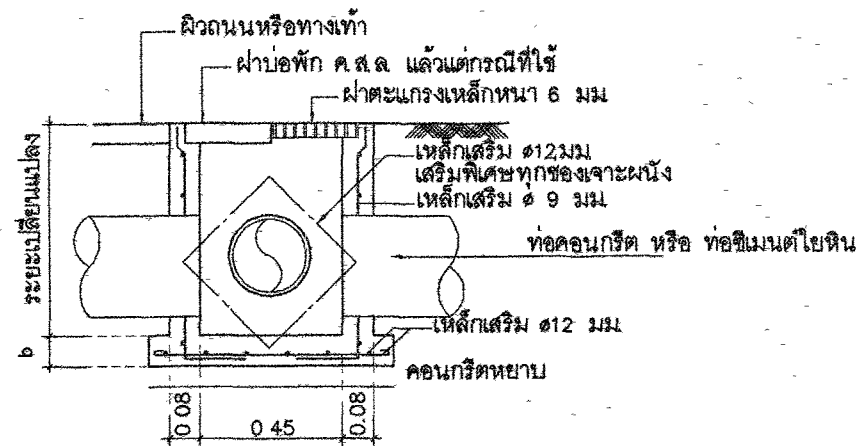 ผิวถนนหรือทางเท้า
ฝาบ่อพัก ค.ส.ล. แล้วแต่กรณีที่ใช้
ฝาตะแกรงเหล็กหนา 6 มม.
เหล็กเสริม ø12มม.
เสริมพิเศษทุกช่องเจาะผนัง
เหล็กเสริม ø 9 มม.
ท่อคอนกรีต หรือ ท่อซีเมนต์ใยหิน
ระยะเปลี่ยนแปลง
เหล็กเสริม ø12 มม.
b
คอนกรีตหยาบ
0.08
0.45
0.08